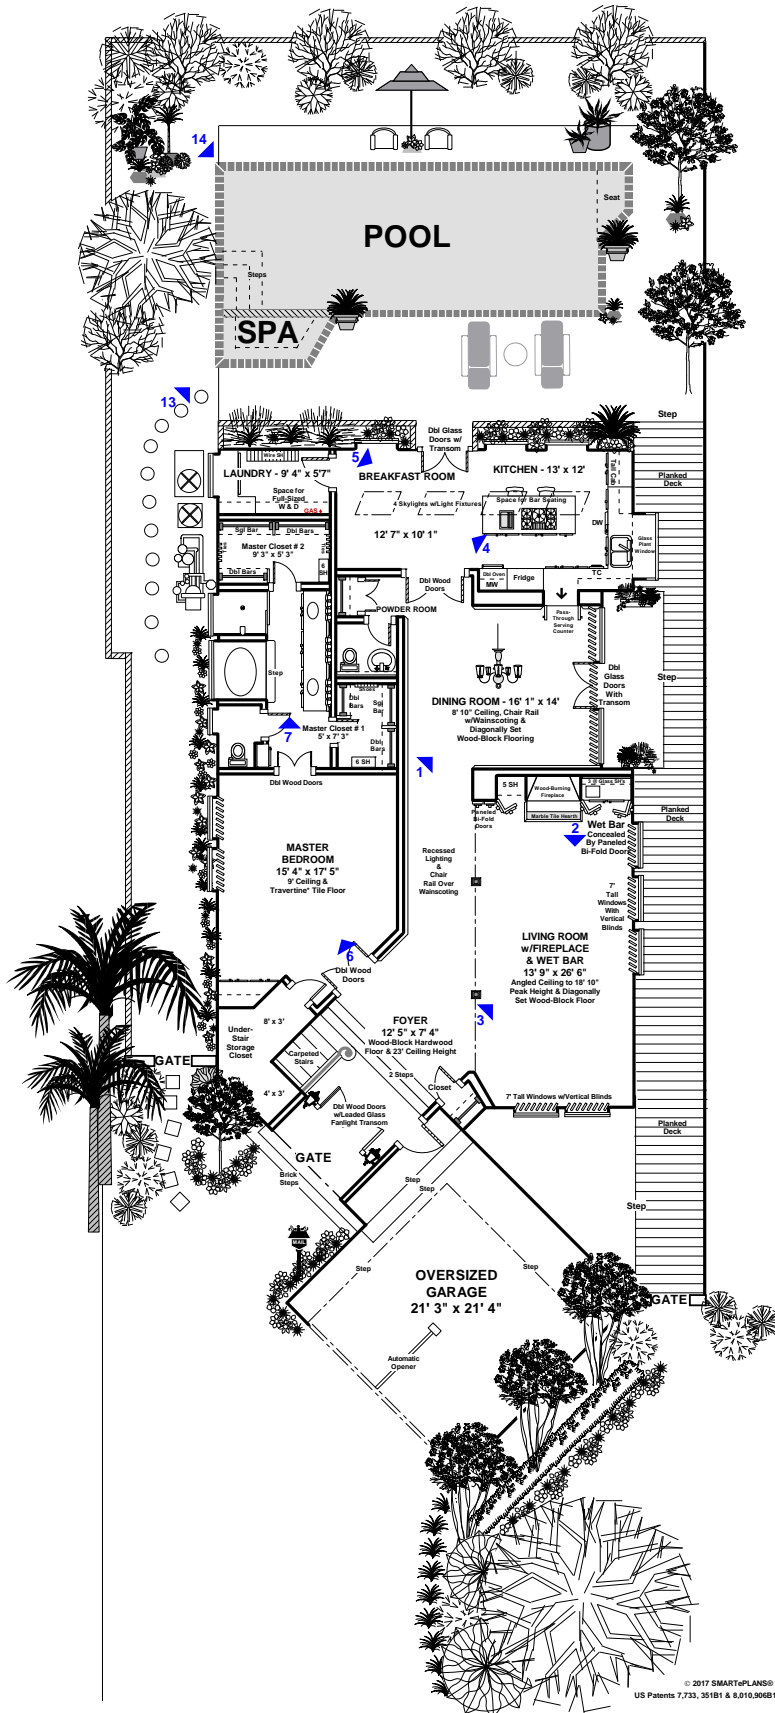 14
Seat
POOL
Steps
SPA
13
Step
Dbl Glass
Doors w/
Transom
5
Wire SH
LAUNDRY - 9' 4" x 5'7"
BREAKFAST ROOM
KITCHEN - 13' x 12'
Tall Cab
Planked
Deck
Space for
Full-Sized
W & D
GAS
4 Skylights w/Light Fixtures
Space for Bar Seating
Sgl Bar
Dbl Bars
12' 7" x 10' 1"
DW
Glass
Plant
Window
Master Closet # 2
9' 3" x 5' 3"
4
Dbl Bars
6
SH
Dbl Oven
MW
Fridge
TC
Dbl Wood
Doors
POWDER ROOM
Pass-
Through
Serving
Counter
Step
Step
Dbl
Glass
Doors
With
Transom
Shoes
Dbl
Bars
Sgl
Bar
DINING ROOM - 16' 1" x 14'
8' 10" Ceiling, Chair Rail
w/Wainscoting &
Diagonally Set
Wood-Block Flooring
7
Master Closet # 1
5' x 7' 3"
Dbl
Bars
6 SH
1
Dbl Wood Doors
5 SH
Wood-Burning
Fireplace
3 Glass SH's
Marble Tile Hearth
Paneled
Bi-Fold
Doors
2
Wet Bar
Concealed
By Paneled
Bi-Fold Door
Planked
Deck
MASTER
BEDROOM
15' 4" x 17' 5"
9' Ceiling &
Travertine" Tile Floor
Recessed
Lighting
&
Chair
Rail Over
Wainscoting
7'
Tall
Windows
With
Vertical
Blinds
LIVING ROOM
w/FIREPLACE
& WET BAR
13' 9" x 26' 6"
Angled Ceiling to 18' 10"
Peak Height & Diagonally
Set Wood-Block Floor
6
Dbl Wood
Doors
3
8' x 3'
FOYER
12' 5" x 7' 4"
Wood-Block Hardwood
Floor & 23' Ceiling Height
Under-
Stair
Storage
Closet
Carpeted
Stairs
GATE
2 Steps
4' x 3'
Closet
7' Tall Windows w/Vertical Blinds
Dbl Wood Doors
w/Leaded Glass
Fanlight Transom
Planked
Deck
GATE
Brick
Steps
Step
Step
Step
MAIL
Step
Step
OVERSIZED
GARAGE
21' 3" x 21' 4"
GATE
Automatic
Opener
© 2017 SMARTePLANS®
US Patents 7,733, 351B1 & 8,010,906B1